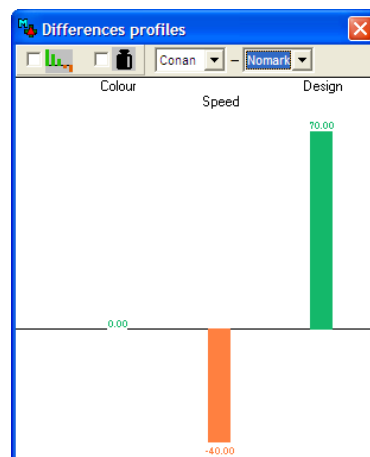 Differences profiles
Conan – Nomark
Colour
Speed
Design
70.00
0.00
-40.00